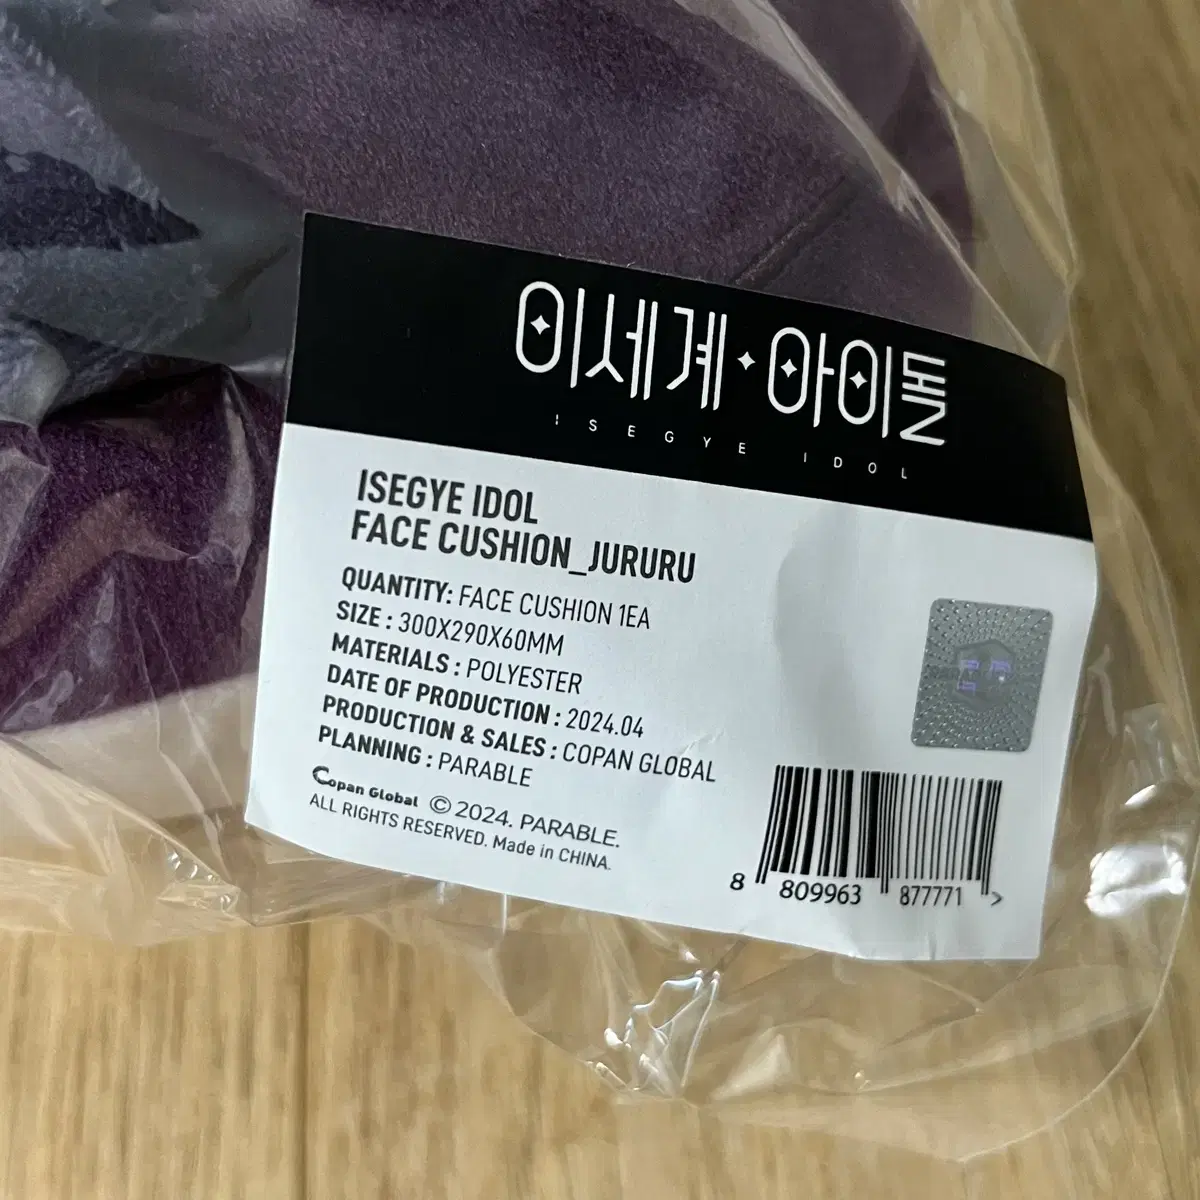 이세계✦아이돌
ISEGYE IDOL
ISEGYE IDOL
FACE CUSHION_JURURU
QUANTITY: FACE CUSHION 1EA
SIZE : 300X290X60MM
MATERIALS : POLYESTER
DATE OF PRODUCTION : 2024.04
PRODUCTION & SALES : COPAN GLOBAL
PLANNING : PARABLE
Copan Global © 2024. PARABLE.
ALL RIGHTS RESERVED. Made in CHINA.
8 809963 877771 >